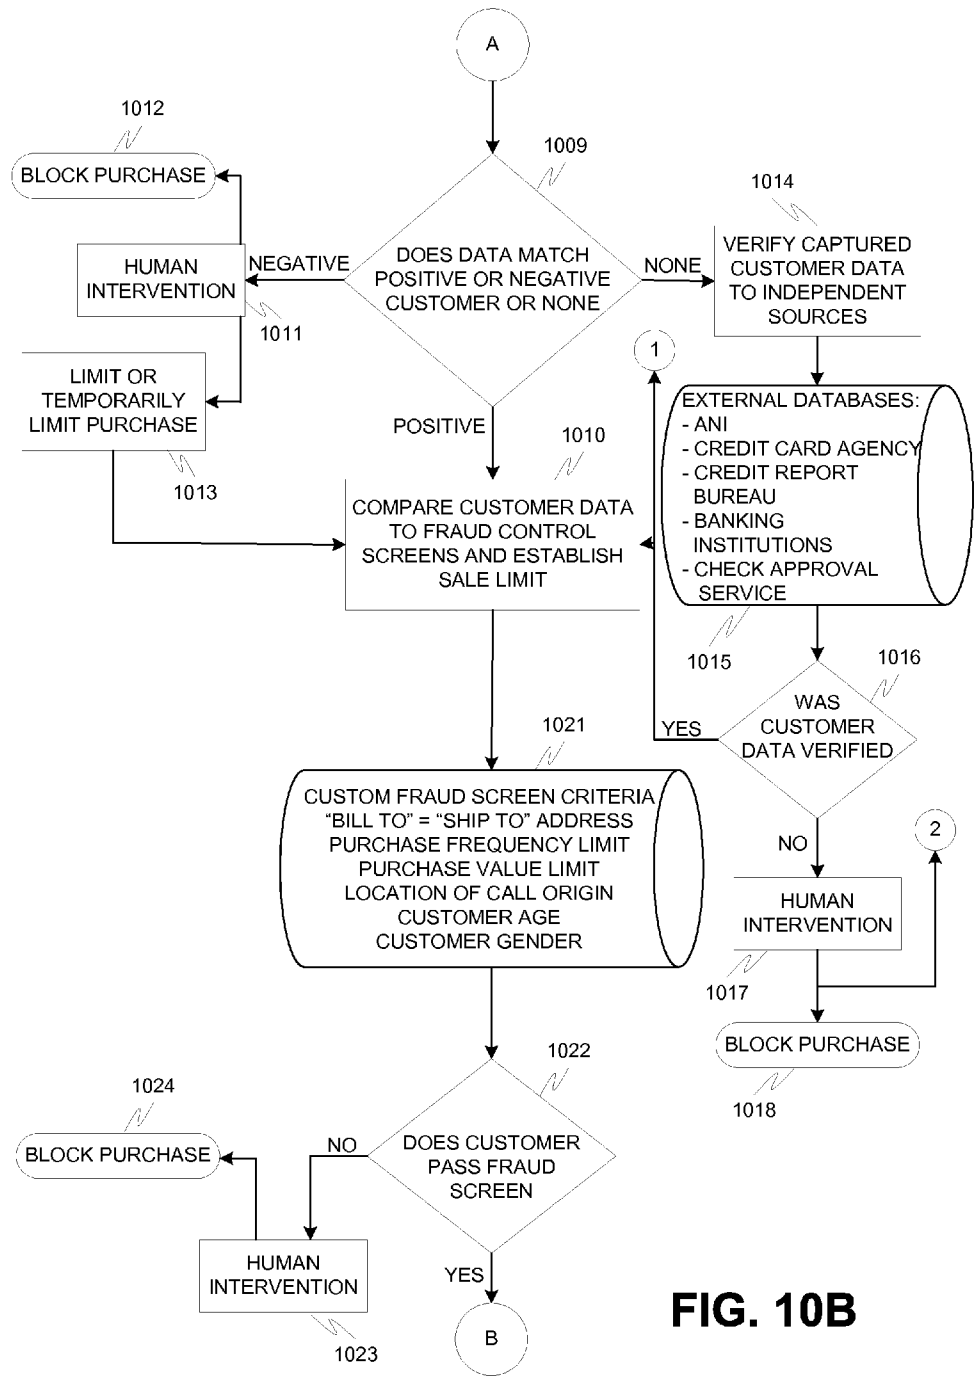 A
1012
1009
BLOCK PURCHASE
1014
VERIFY CAPTURED
CUSTOMER DATA
TO INDEPENDENT
SOURCES
DOES DATA MATCH
POSITIVE OR NEGATIVE
CUSTOMER OR NONE
NEGATIVE
NONE
HUMAN
INTERVENTION
1011
1
LIMIT OR
TEMPORARILY
LIMIT PURCHASE
1013
POSITIVE
1010
EXTERNAL DATABASES:
- ANI
- CREDIT CARD AGENCY
- CREDIT REPORT
BUREAU
- BANKING
INSTITUTIONS
- CHECK APPROVAL
SERVICE
COMPARE CUSTOMER DATA
TO FRAUD CONTROL
SCREENS AND ESTABLISH
SALE LIMIT
1015
1016
WAS
CUSTOMER
DATA VERIFIED
YES
1021
CUSTOM FRAUD SCREEN CRITERIA
“BILL TO” = “SHIP TO” ADDRESS
PURCHASE FREQUENCY LIMIT
PURCHASE VALUE LIMIT
LOCATION OF CALL ORIGIN
CUSTOMER AGE
CUSTOMER GENDER
NO
2
HUMAN
INTERVENTION
1017
BLOCK PURCHASE
1018
1022
1024
BLOCK PURCHASE
NO
DOES CUSTOMER
PASS FRAUD
SCREEN
HUMAN
INTERVENTION
1023
YES
B
FIG. 10B